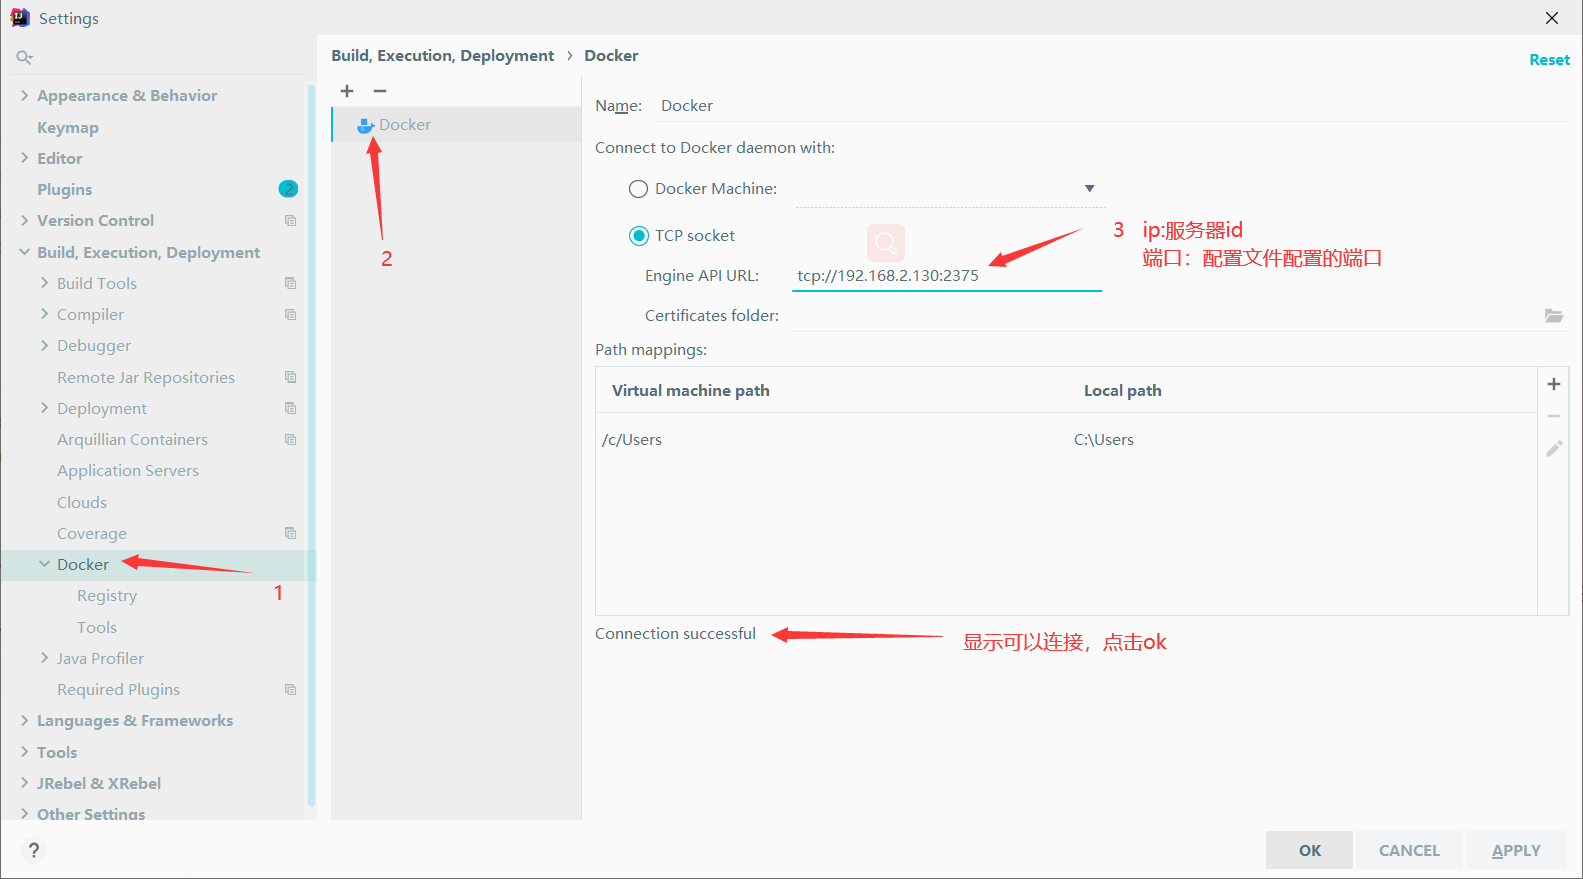 Settings
Build, Execution, Deployment › Docker
Reset
Appearance & Behavior
Keymap
Editor
Plugins
2
Version Control
Build, Execution, Deployment
Build Tools
Compiler
Debugger
Remote Jar Repositories
Deployment
Arquillian Containers
Application Servers
Clouds
Coverage
Docker
1
Registry
Tools
Java Profiler
Required Plugins
Languages & Frameworks
Tools
JRebel & XRebel
Other Settings
+ −
Docker
2
Name: Docker
Connect to Docker daemon with:
Docker Machine:
TCP socket
3 ip:服务器id
端口：配置文件配置的端口
Engine API URL: tcp://192.168.2.130:2375
Certificates folder:
Path mappings:
Virtual machine path Local path
/c/Users C:\Users
Connection successful
显示可以连接，点击ok
?
OK CANCEL APPLY